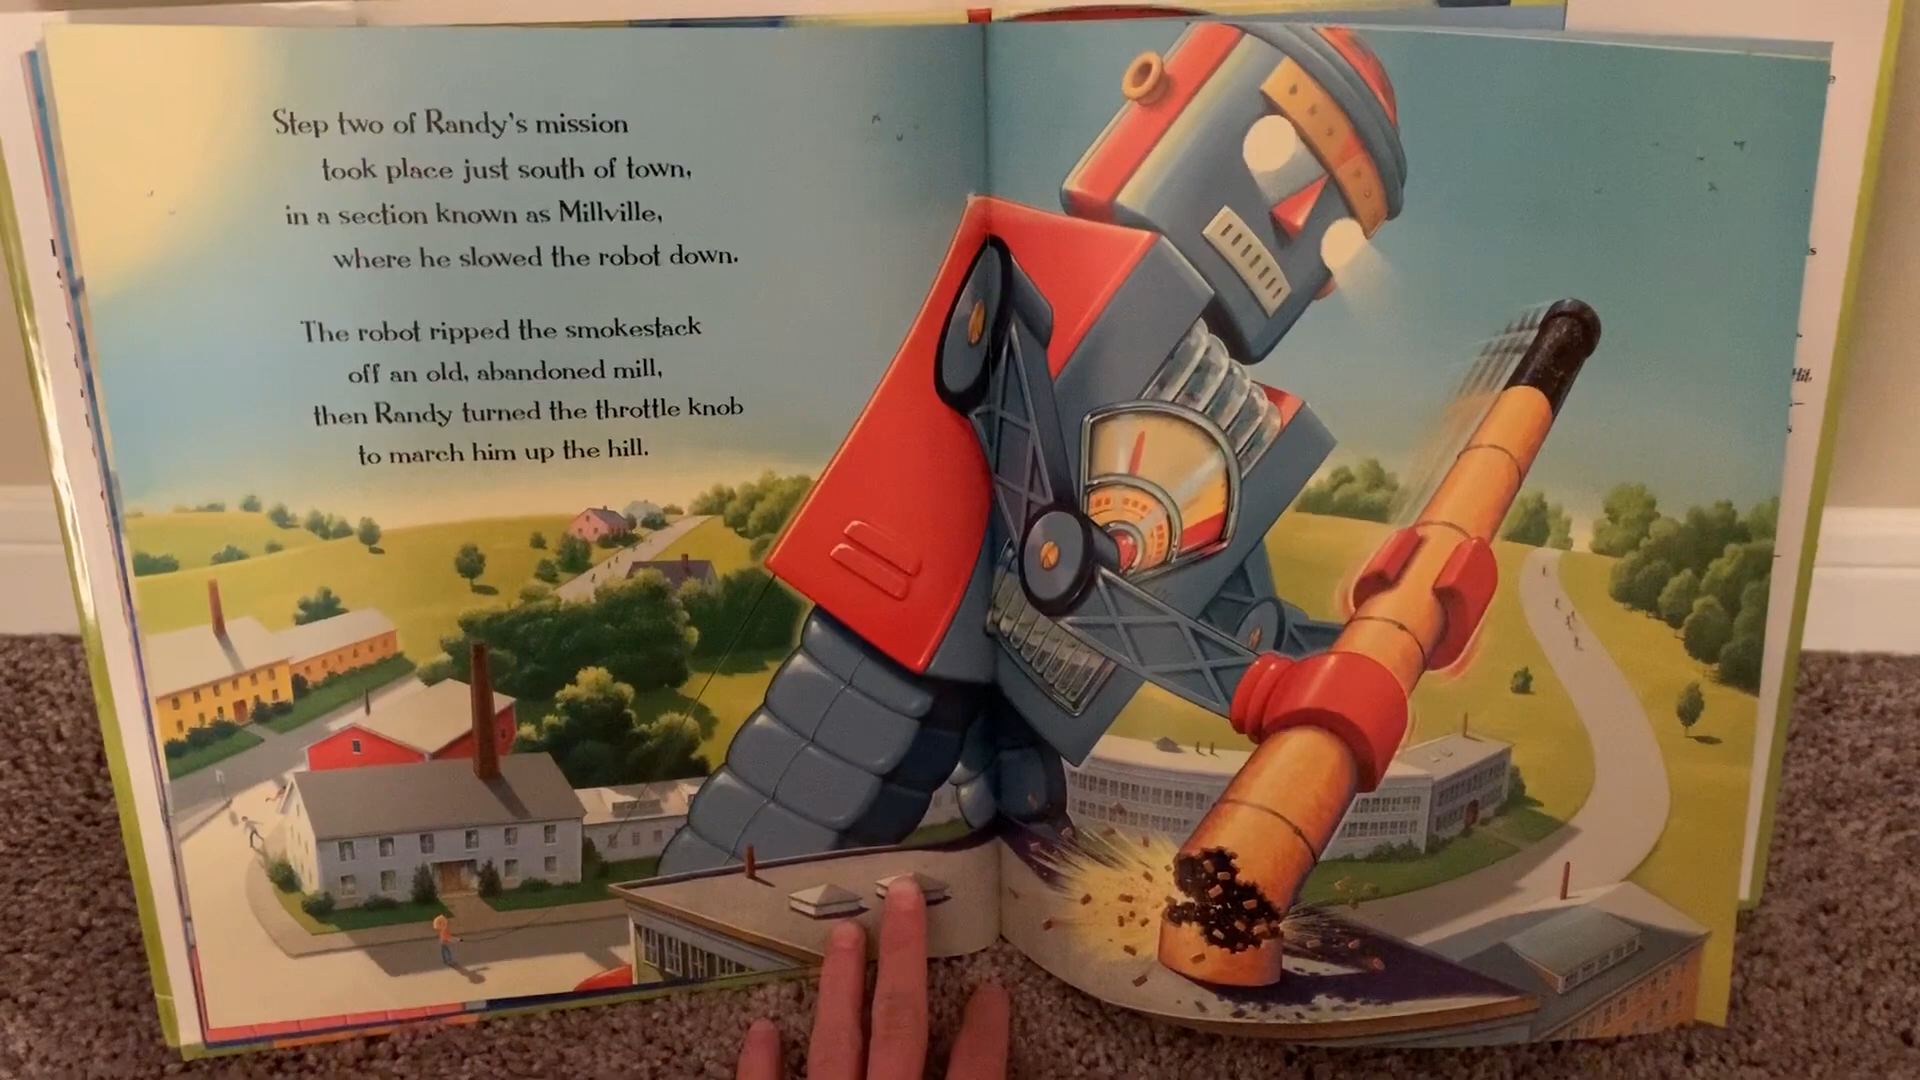 Step two of Randy's mission
took place just south of town,
in a section known as Millville,
where he slowed the robot down.
The robot ripped the smokestack
off an old, abandoned mill,
then Randy turned the throttle knob
to march him up the hill.